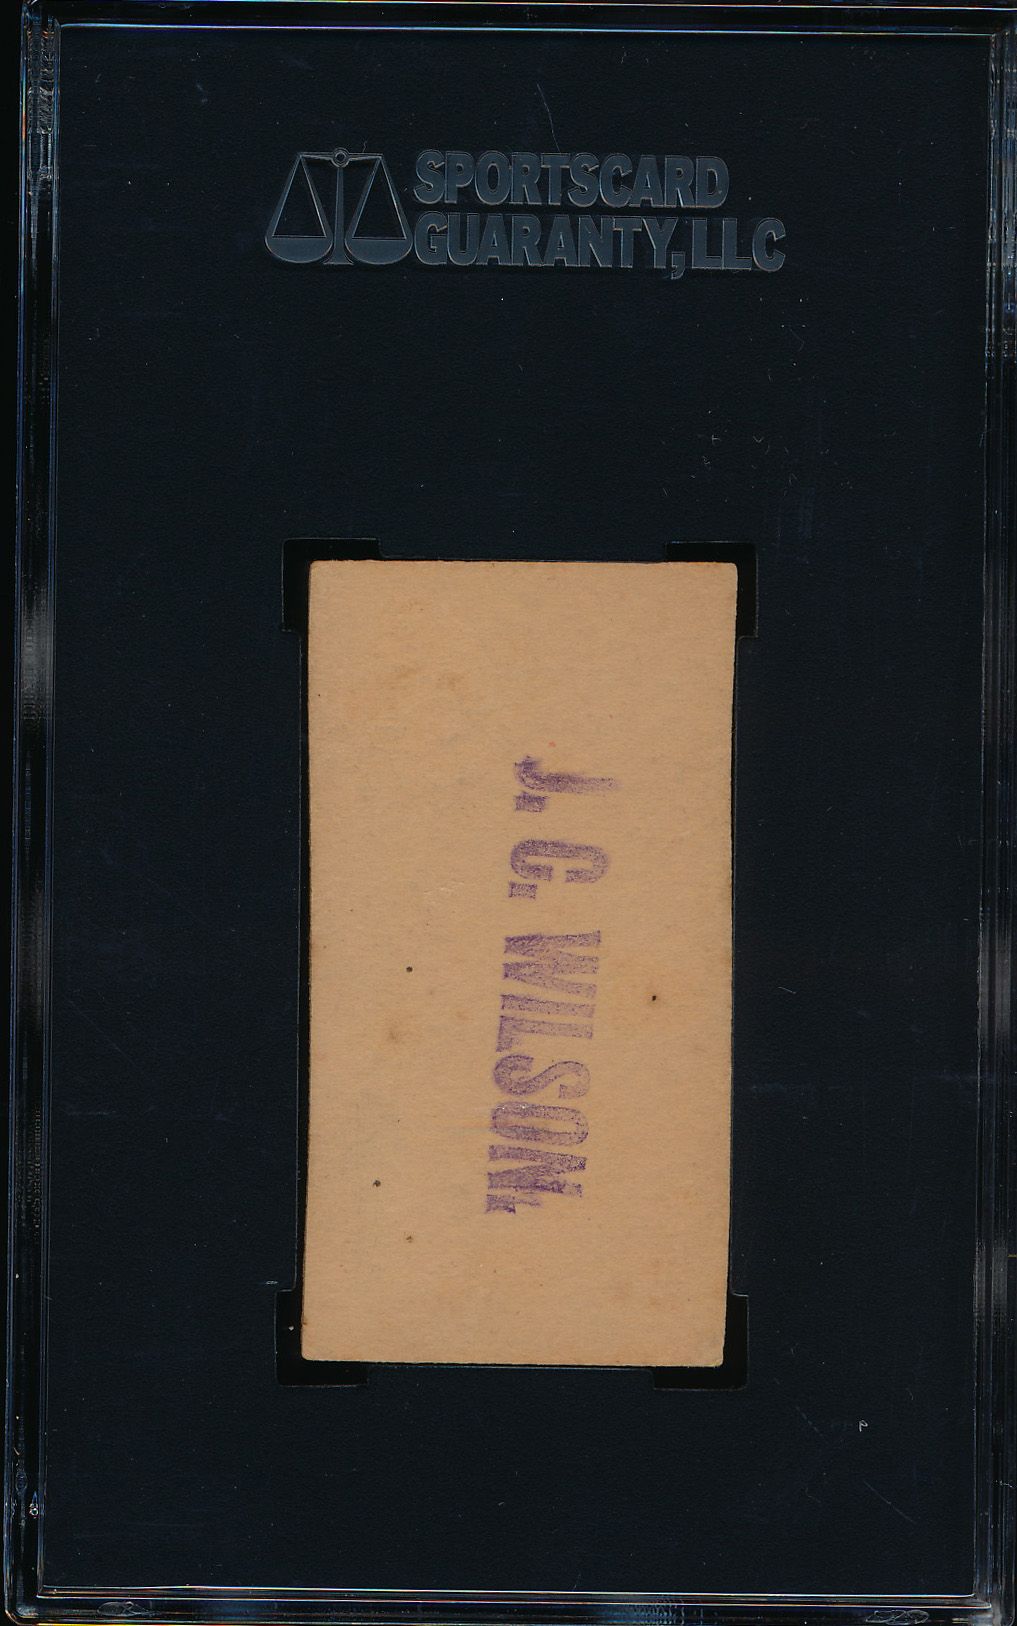 SPORTSCARD
GUARANTY, LLC
J. C. WILSON,